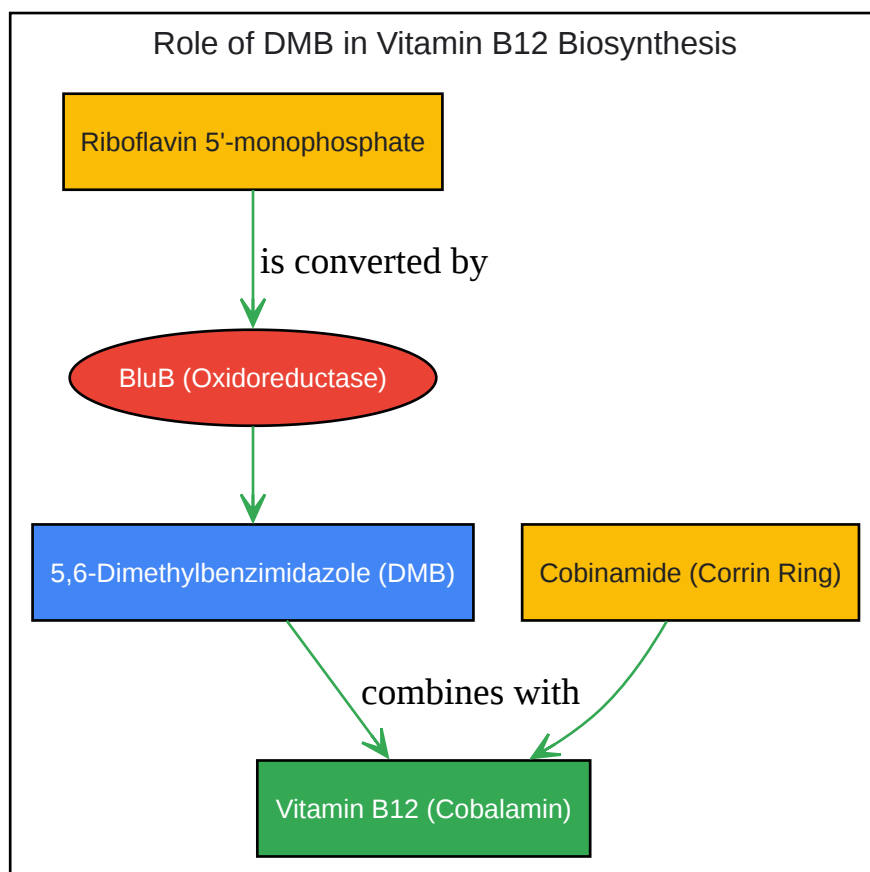 Role of DMB in Vitamin B12 Biosynthesis
Riboflavin 5'-monophosphate
is converted by
BluB (Oxidoreductase)
5,6-Dimethylbenzimidazole (DMB)
Cobinamide (Corrin Ring)
combines with
Vitamin B12 (Cobalamin)